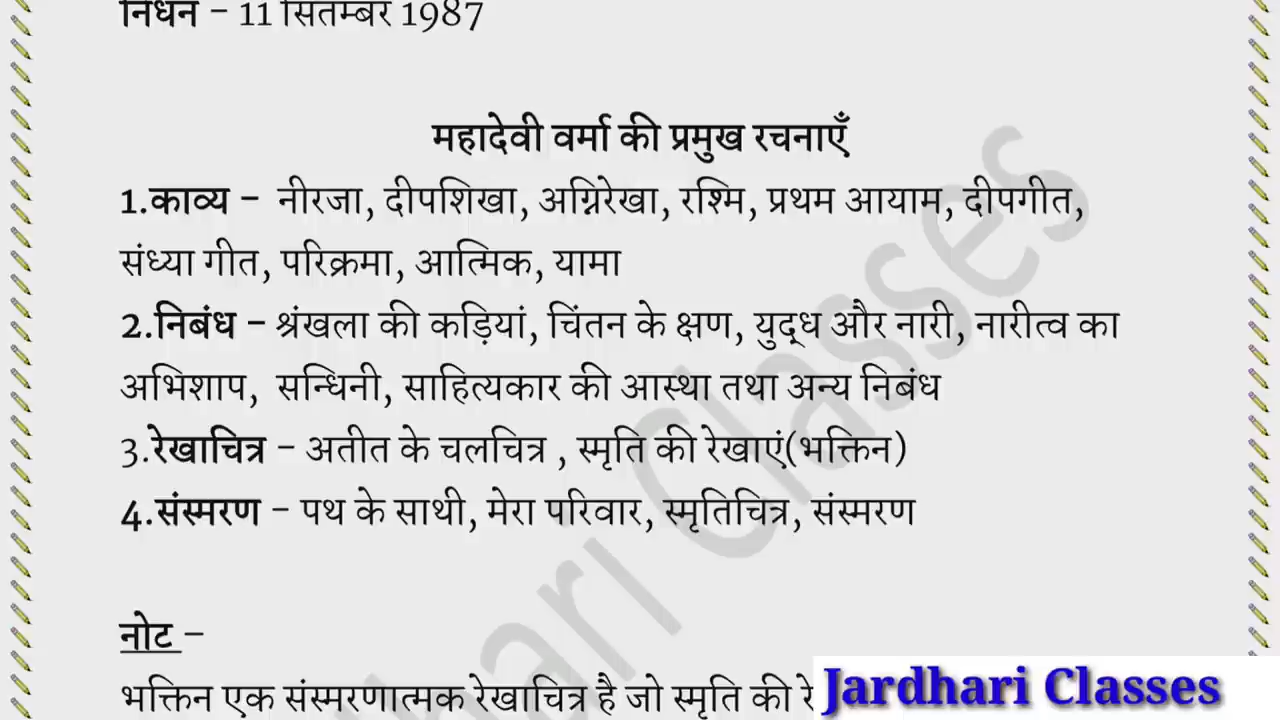 निधन – 11 सितम्बर 1987
महादेवी वर्मा की प्रमुख रचनाएँ
1.काव्य – नीरजा, दीपशिखा, अग्निरेखा, रश्मि, प्रथम आयाम, दीपगीत,
संध्या गीत, परिक्रमा, आत्मिक, यामा
2.निबंध – श्रंखला की कड़ियां, चिंतन के क्षण, युद्ध और नारी, नारीत्व का
अभिशाप, सन्धिनी, साहित्यकार की आस्था तथा अन्य निबंध
3.रेखाचित्र – अतीत के चलचित्र , स्मृति की रेखाएं(भक्तिन)
4.संस्मरण – पथ के साथी, मेरा परिवार, स्मृतिचित्र, संस्मरण
नोट –
भक्तिन एक संस्मरणात्मक रेखाचित्र है जो स्मृति की
Jardhari Classes